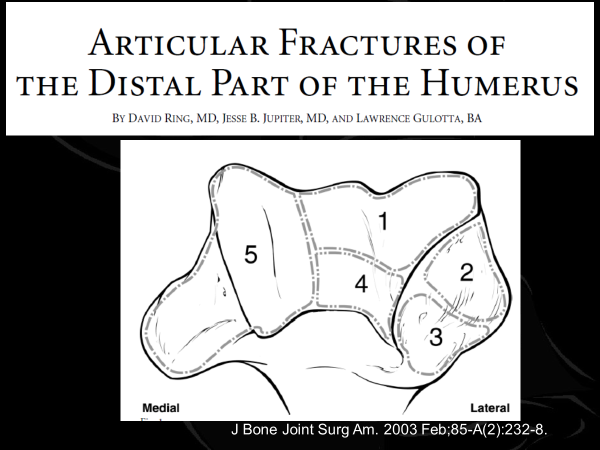 ARTICULAR FRACTURES OF
THE DISTAL PART OF THE HUMERUS
BY DAVID RING, MD, JESSE B. JUPITER, MD, AND LAWRENCE GULOTTA, BA
1
5
2
4
3
Medial
Lateral
J Bone Joint Surg Am. 2003 Feb;85-A(2):232-8.